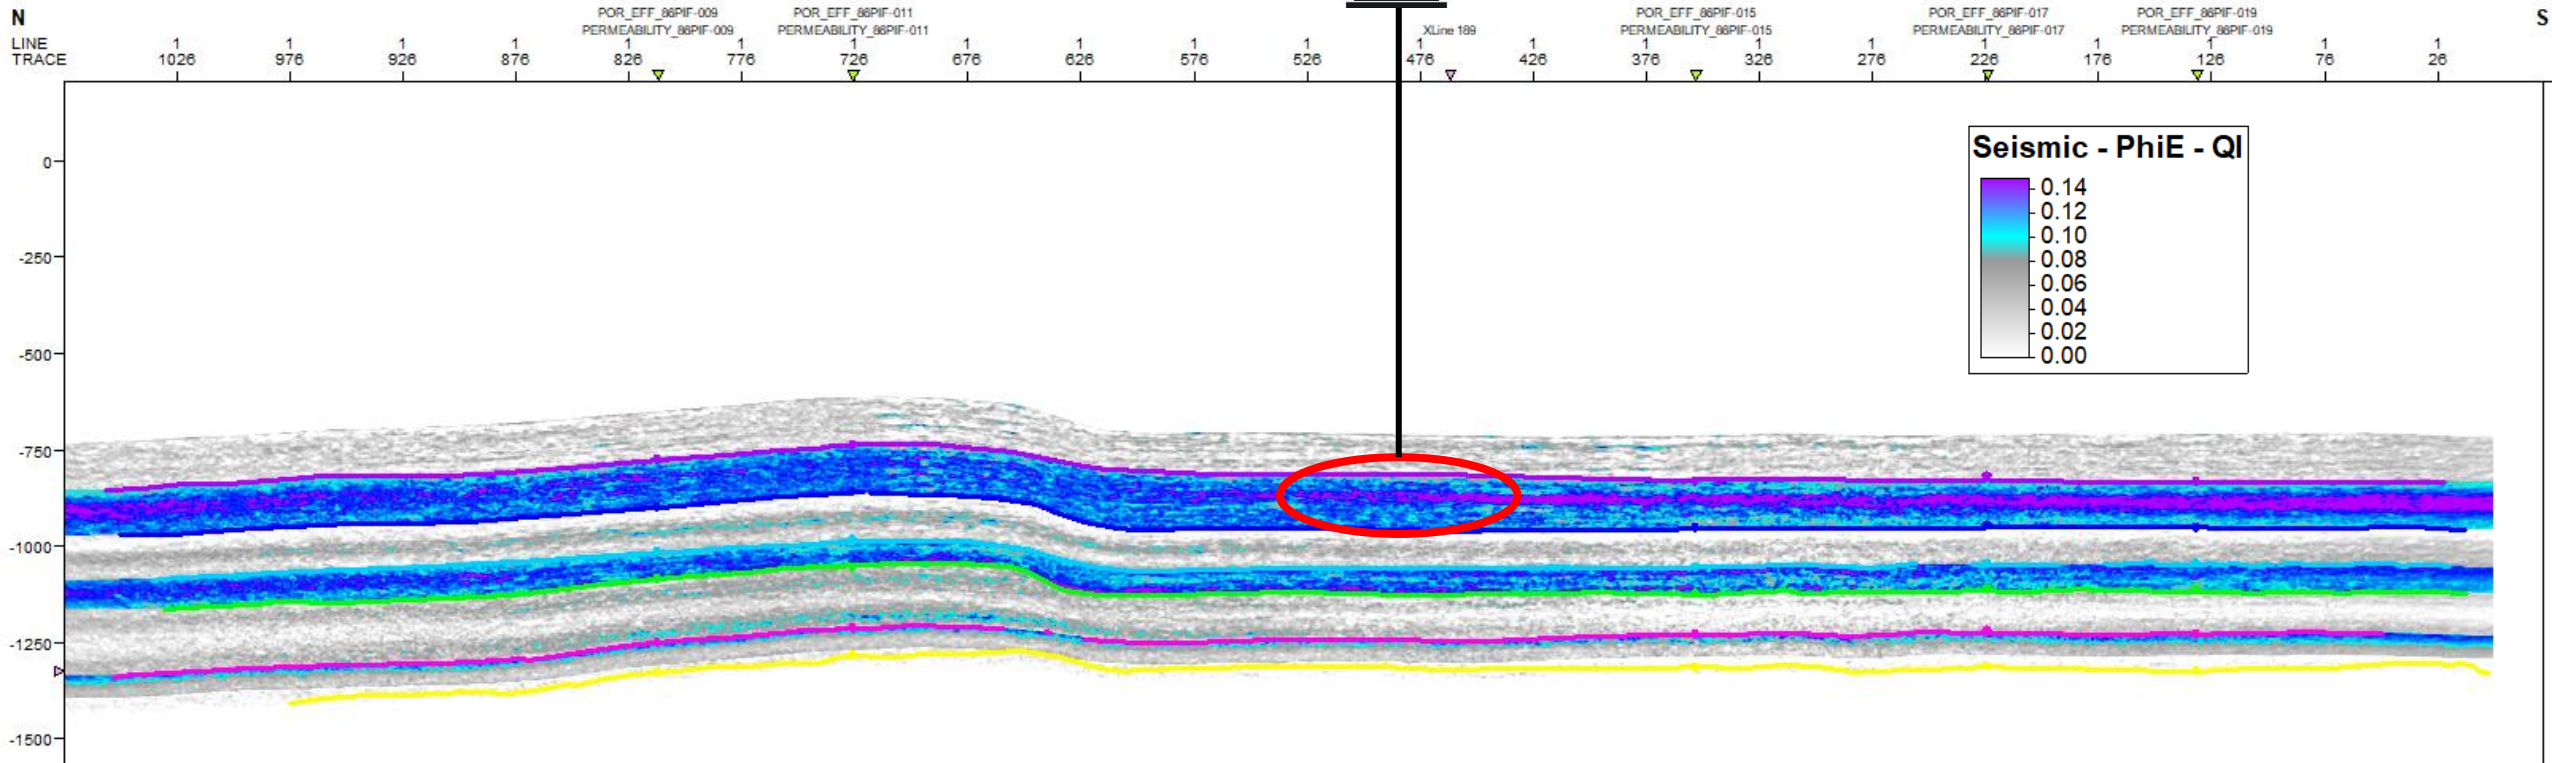 N
POR_EFF_86PIF-009 POR_EFF_86PIF-011 POR_EFF_86PIF-015 POR_EFF_86PIF-017 POR_EFF_86PIF-019 S
PERMEABILITY_86PIF-009 PERMEABILITY_86PIF-011 XLine 189 PERMEABILITY_86PIF-015 PERMEABILITY_86PIF-017 PERMEABILITY_86PIF-019
LINE 1 1 1 1 1 1 1 1 1 1 1 1 1 1 1 1 1 1 1 1 1
TRACE 1026 976 926 876 826 776 726 676 626 576 526 476 426 376 326 276 226 176 126 76 26
0
-250
-500
-750
-1000
-1250
-1500
Seismic - PhiE - QI
0.14
0.12
0.10
0.08
0.06
0.04
0.02
0.00